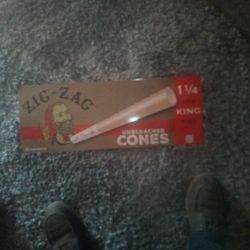 ZIG-ZAG
UNBLEACHED
CONES
1 1/4
KING